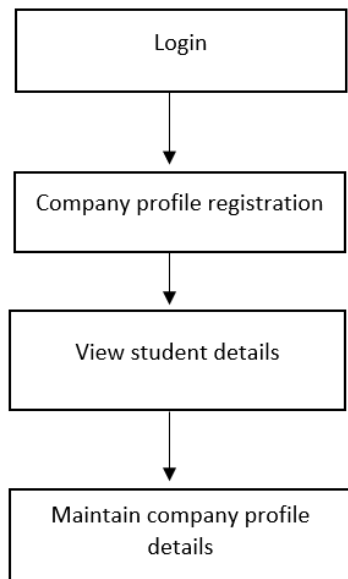 Login
Company profile registration
View student details
Maintain company profile
details